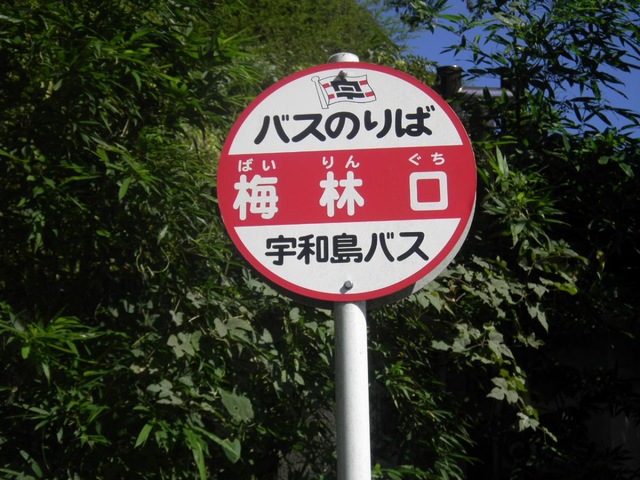 バスのりば
ばい りん ぐち
梅林口
宇和島バス